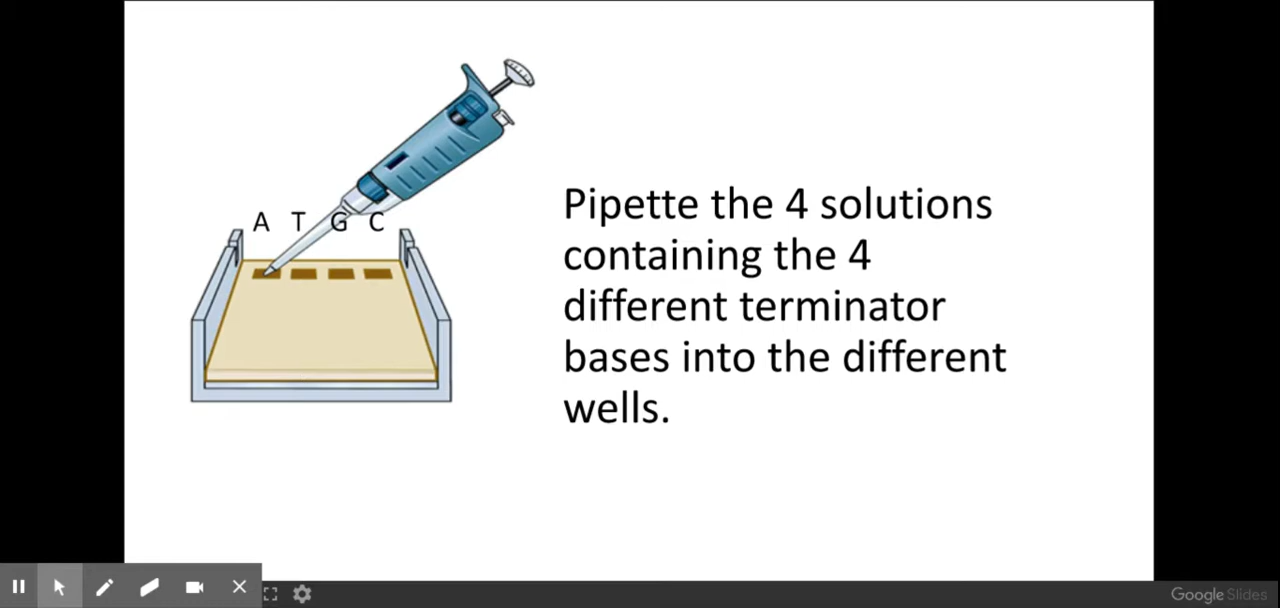 A T G C
Pipette the 4 solutions
containing the 4
different terminator
bases into the different
wells.
Google Slides